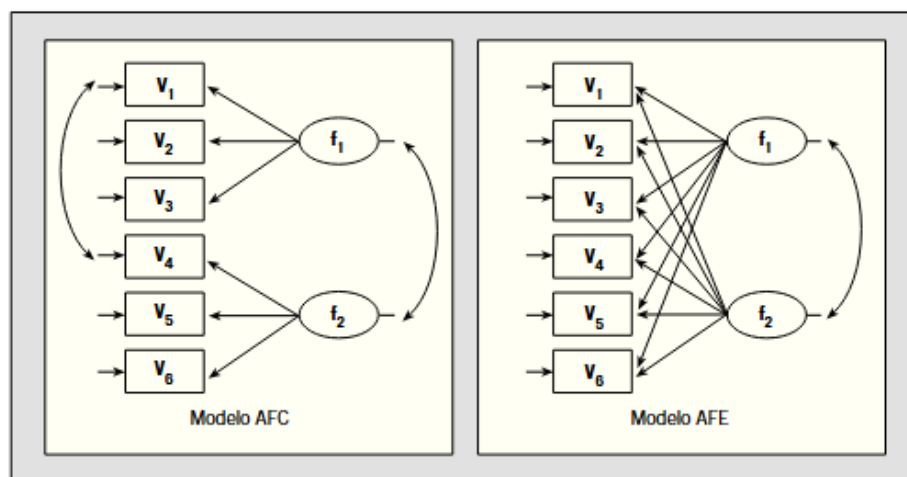 V1
V2
V3
V4
V5
V6
f1
f2
Modelo AFC
V1
V2
V3
V4
V5
V6
f1
f2
Modelo AFE